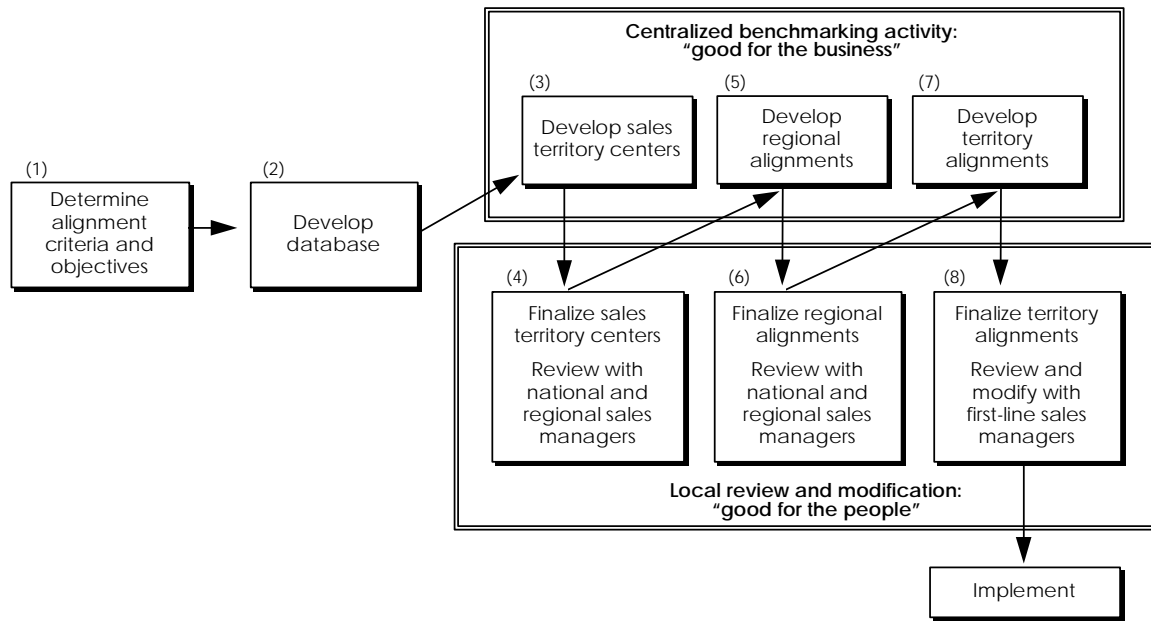 Centralized benchmarking activity:
“good for the business”
(3)
Develop sales
territory centers
(5)
Develop
regional
alignments
(7)
Develop
territory
alignments
(1)
Determine
alignment
criteria and
objectives
(2)
Develop
database
(4)
Finalize sales
territory centers
Review with
national and
regional sales
managers
(6)
Finalize regional
alignments
Review with
national and
regional sales
managers
(8)
Finalize territory
alignments
Review and
modify with
first-line sales
managers
Local review and modification:
“good for the people”
Implement